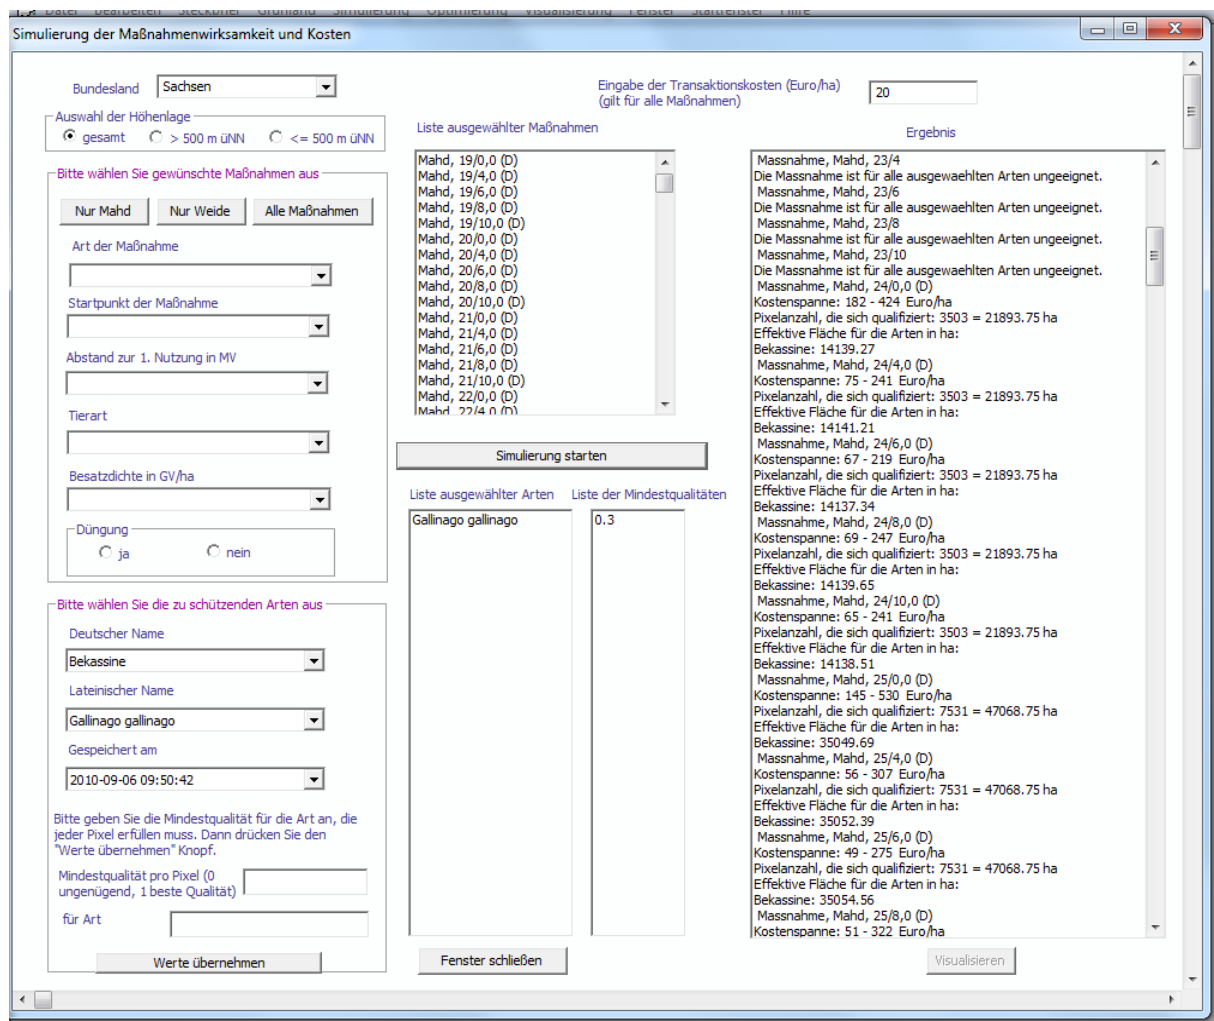 Datei Bearbeiten Steckbrief Grünland Simulierung Optimierung Visualisierung Fenster Startfenster Hilfe
Simulierung der Maßnahmenwirksamkeit und Kosten
Bundesland
Sachsen
Auswahl der Höhenlage
gesamt
> 500 m üNN
<= 500 m üNN
Bitte wählen Sie gewünschte Maßnahmen aus
Nur Mahd
Nur Weide
Alle Maßnahmen
Art der Maßnahme
Startpunkt der Maßnahme
Abstand zur 1. Nutzung in MV
Tierart
Besatzdichte in GV/ha
Düngung
ja
nein
Bitte wählen Sie die zu schützenden Arten aus
Deutscher Name
Bekassine
Lateinischer Name
Gallinago gallinago
Gespeichert am
2010-09-06 09:50:42
Bitte geben Sie die Mindestqualität für die Art an, die
jeder Pixel erfüllen muss. Dann drücken Sie den
"Werte übernehmen" Knopf.
Mindestqualität pro Pixel (0
ungenügend, 1 beste Qualität)
für Art
Werte übernehmen
Eingabe der Transaktionskosten (Euro/ha)
(gilt für alle Maßnahmen)
20
Liste ausgewählter Maßnahmen
Mahd, 19/0,0 (D)
Mahd, 19/4,0 (D)
Mahd, 19/6,0 (D)
Mahd, 19/8,0 (D)
Mahd, 19/10,0 (D)
Mahd, 20/0,0 (D)
Mahd, 20/4,0 (D)
Mahd, 20/6,0 (D)
Mahd, 20/8,0 (D)
Mahd, 20/10,0 (D)
Mahd, 21/0,0 (D)
Mahd, 21/4,0 (D)
Mahd, 21/6,0 (D)
Mahd, 21/8,0 (D)
Mahd, 21/10,0 (D)
Mahd, 22/0,0 (D)
Mahd, 22/4,0 (D)
Simulierung starten
Liste ausgewählter Arten
Gallinago gallinago
Liste der Mindestqualitäten
0.3
Fenster schließen
Ergebnis
Massnahme, Mahd, 23/4
Die Massnahme ist für alle ausgewaehlten Arten ungeeignet.
Massnahme, Mahd, 23/6
Die Massnahme ist für alle ausgewaehlten Arten ungeeignet.
Massnahme, Mahd, 23/8
Die Massnahme ist für alle ausgewaehlten Arten ungeeignet.
Massnahme, Mahd, 23/10
Die Massnahme ist für alle ausgewaehlten Arten ungeeignet.
Massnahme, Mahd, 24/0,0 (D)
Kostenspanne: 182 - 424 Euro/ha
Pixelanzahl, die sich qualifiziert: 3503 = 21893.75 ha
Effektive Fläche für die Arten in ha:
Bekassine: 14139.27
Massnahme, Mahd, 24/4,0 (D)
Kostenspanne: 75 - 241 Euro/ha
Pixelanzahl, die sich qualifiziert: 3503 = 21893.75 ha
Effektive Fläche für die Arten in ha:
Bekassine: 14141.21
Massnahme, Mahd, 24/6,0 (D)
Kostenspanne: 67 - 219 Euro/ha
Pixelanzahl, die sich qualifiziert: 3503 = 21893.75 ha
Effektive Fläche für die Arten in ha:
Bekassine: 14137.34
Massnahme, Mahd, 24/8,0 (D)
Kostenspanne: 69 - 247 Euro/ha
Pixelanzahl, die sich qualifiziert: 3503 = 21893.75 ha
Effektive Fläche für die Arten in ha:
Bekassine: 14139.65
Massnahme, Mahd, 24/10,0 (D)
Kostenspanne: 65 - 241 Euro/ha
Pixelanzahl, die sich qualifiziert: 3503 = 21893.75 ha
Effektive Fläche für die Arten in ha:
Bekassine: 14138.51
Massnahme, Mahd, 25/0,0 (D)
Kostenspanne: 145 - 530 Euro/ha
Pixelanzahl, die sich qualifiziert: 7531 = 47068.75 ha
Effektive Fläche für die Arten in ha:
Bekassine: 35049.69
Massnahme, Mahd, 25/4,0 (D)
Kostenspanne: 56 - 307 Euro/ha
Pixelanzahl, die sich qualifiziert: 7531 = 47068.75 ha
Effektive Fläche für die Arten in ha:
Bekassine: 35052.39
Massnahme, Mahd, 25/6,0 (D)
Kostenspanne: 49 - 275 Euro/ha
Pixelanzahl, die sich qualifiziert: 7531 = 47068.75 ha
Effektive Fläche für die Arten in ha:
Bekassine: 35054.56
Massnahme, Mahd, 25/8,0 (D)
Kostenspanne: 51 - 322 Euro/ha
Visualisieren